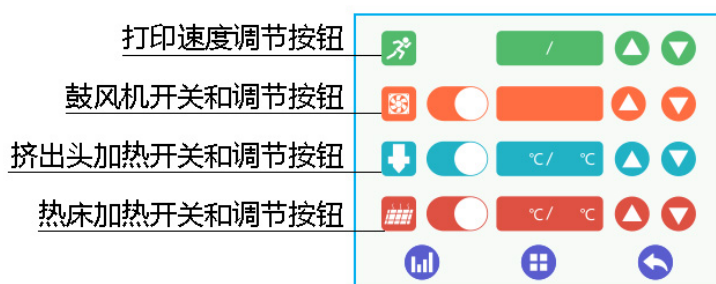 打印速度调节按钮
/
鼓风机开关和调节按钮
挤出头加热开关和调节按钮
℃/ ℃
热床加热开关和调节按钮
℃/ ℃